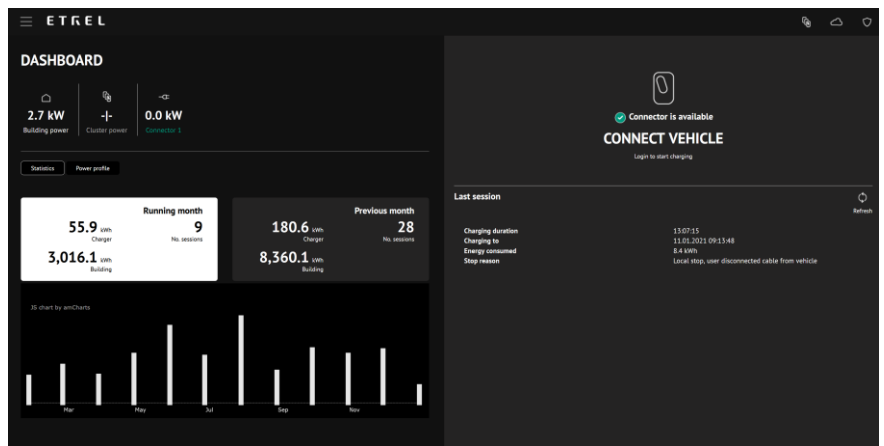 ETREL
DASHBOARD
2.7 kW
Building power
-|-
Cluster power
0.0 kW
Connector 1
Statistics
Power profile
Running month
55.9 kWh
Charger
9
No. sessions
3,016.1 kWh
Building
Previous month
180.6 kWh
Charger
28
No. sessions
8,360.1 kWh
Building
JS chart by amCharts
Mar May Jul Sep Nov
Connector is available
CONNECT VEHICLE
Login to start charging
Last session
Refresh
Charging duration 13:07:15
Charging to 11.01.2021 09:13:48
Energy consumed 8.4 kWh
Stop reason Local stop, user disconnected cable from vehicle